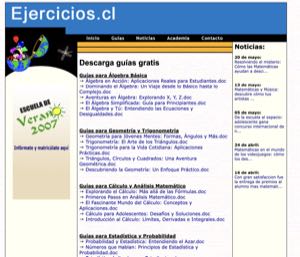 Ejercicios.cl
Inicio Guías Noticias Academia Contacto
Descarga guías gratis
Guías para Álgebra Básica
• Álgebra en Acción: Aplicaciones Reales para Estudiantes.doc
• Dominando el Álgebra: Un Viaje desde lo Básico hasta lo Complejo.doc
• Aventuras en Álgebra: Explorando X, Y, Z.doc
• El Álgebra Simplificada: Guía para Principiantes.doc
• El Álgebra y Tú: Entendiendo las Ecuaciones y Desigualdades.doc
Guías para Geometría y Trigonometría
• Geometría para Jóvenes Mentes: Formas, Ángulos y Más.doc
• Trigonometría: El Arte de los Triángulos.doc
• Trigonometría para la Vida Cotidiana: Aplicaciones Prácticas.doc
• Triángulos, Círculos y Cuadrados: Una Aventura Geométrica.doc
• Descubriendo la Geometría: Un Enfoque Práctico.doc
Guías para Cálculo y Análisis Matemático
• Explorando el Cálculo: Más allá de las Fórmulas.doc
• Primeros Pasos en Análisis Matemático.doc
• El Fascinante Mundo del Cálculo: Conceptos y Aplicaciones.doc
• Cálculo para Adolescentes: Desafíos y Soluciones.doc
• Introducción al Cálculo: Límites, Derivadas e Integrales.doc
Guías para Estadística y Probabilidad
• Probabilidad y Estadística: Entendiendo el Azar.doc
• Números que Hablan: Principios de Estadística y Probabilidad.doc
ESCUELA DE
Verano
2007
Infórmate y matricúlate aquí
Noticias:
20 de mayo:
Resolviendo el misterio:
Cómo las Matemáticas
ayudan a desc...
12 de mayo:
Matemáticas y Música:
descubre cómo tus
artistas...
05 de mayo:
De la escuela al espacio:
adolescente gana
concurso internacional de
n...
24 de abril:
Matemáticas en el mundo
de los videojuegos: cómo
los des...
19 de abril:
Con gran satisfacción fue
la entrega de premios al
alumno más matemati...